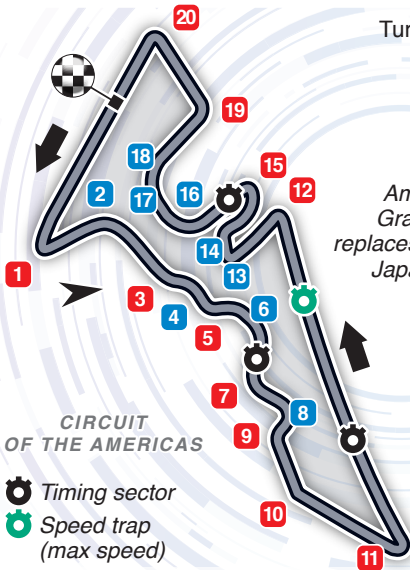 20
Tur
19
18
15
16
12
2
17
Am
Gra
replaces
Japa
14
13
1
3
6
4
5
7
8
9
CIRCUIT
OF THE AMERICAS
Timing sector
10
Speed trap
(max speed)
11